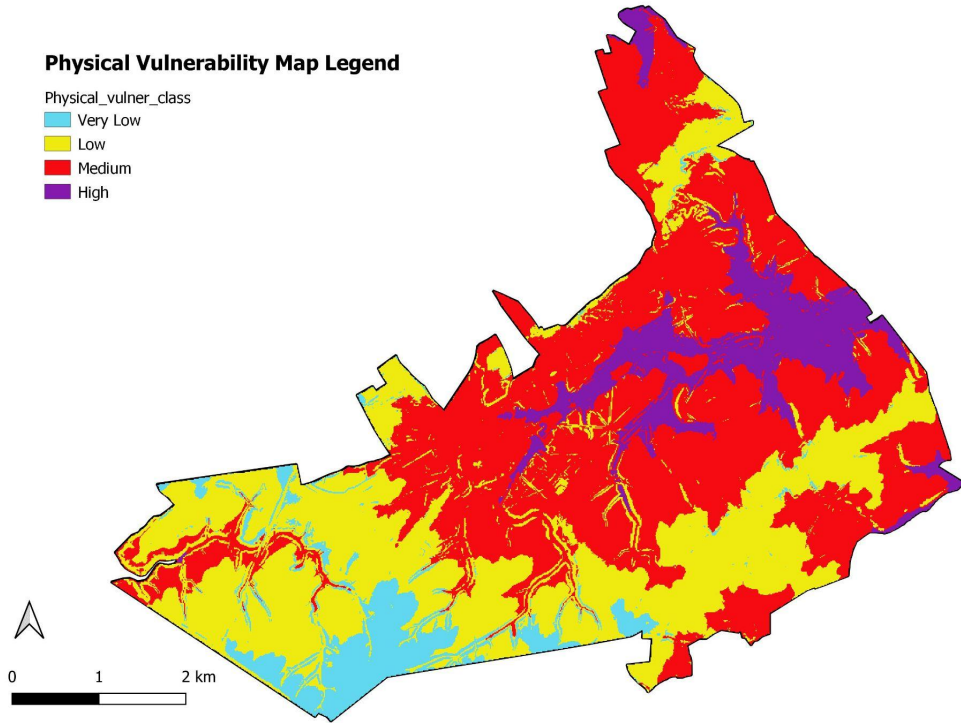 Physical Vulnerability Map Legend
Physical_vulner_class
Very Low
Low
Medium
High
0 1 2 km